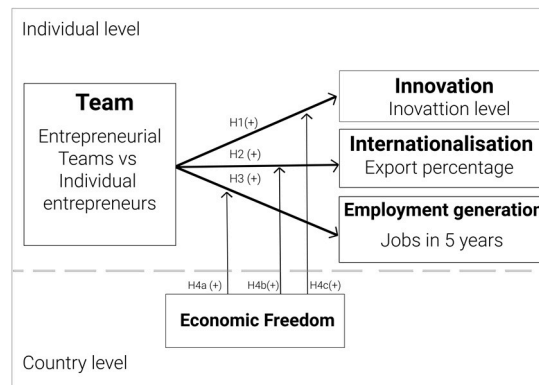 Individual level
Team
Entrepreneurial
Teams vs
Individual
entrepreneurs
H1(+)
H2 (+)
H3 (+)
Innovation
Inovattion level
Internationalisation
Export percentage
Employment generation
Jobs in 5 years
H4a (+)
H4b(+)
H4c(+)
Economic Freedom
Country level